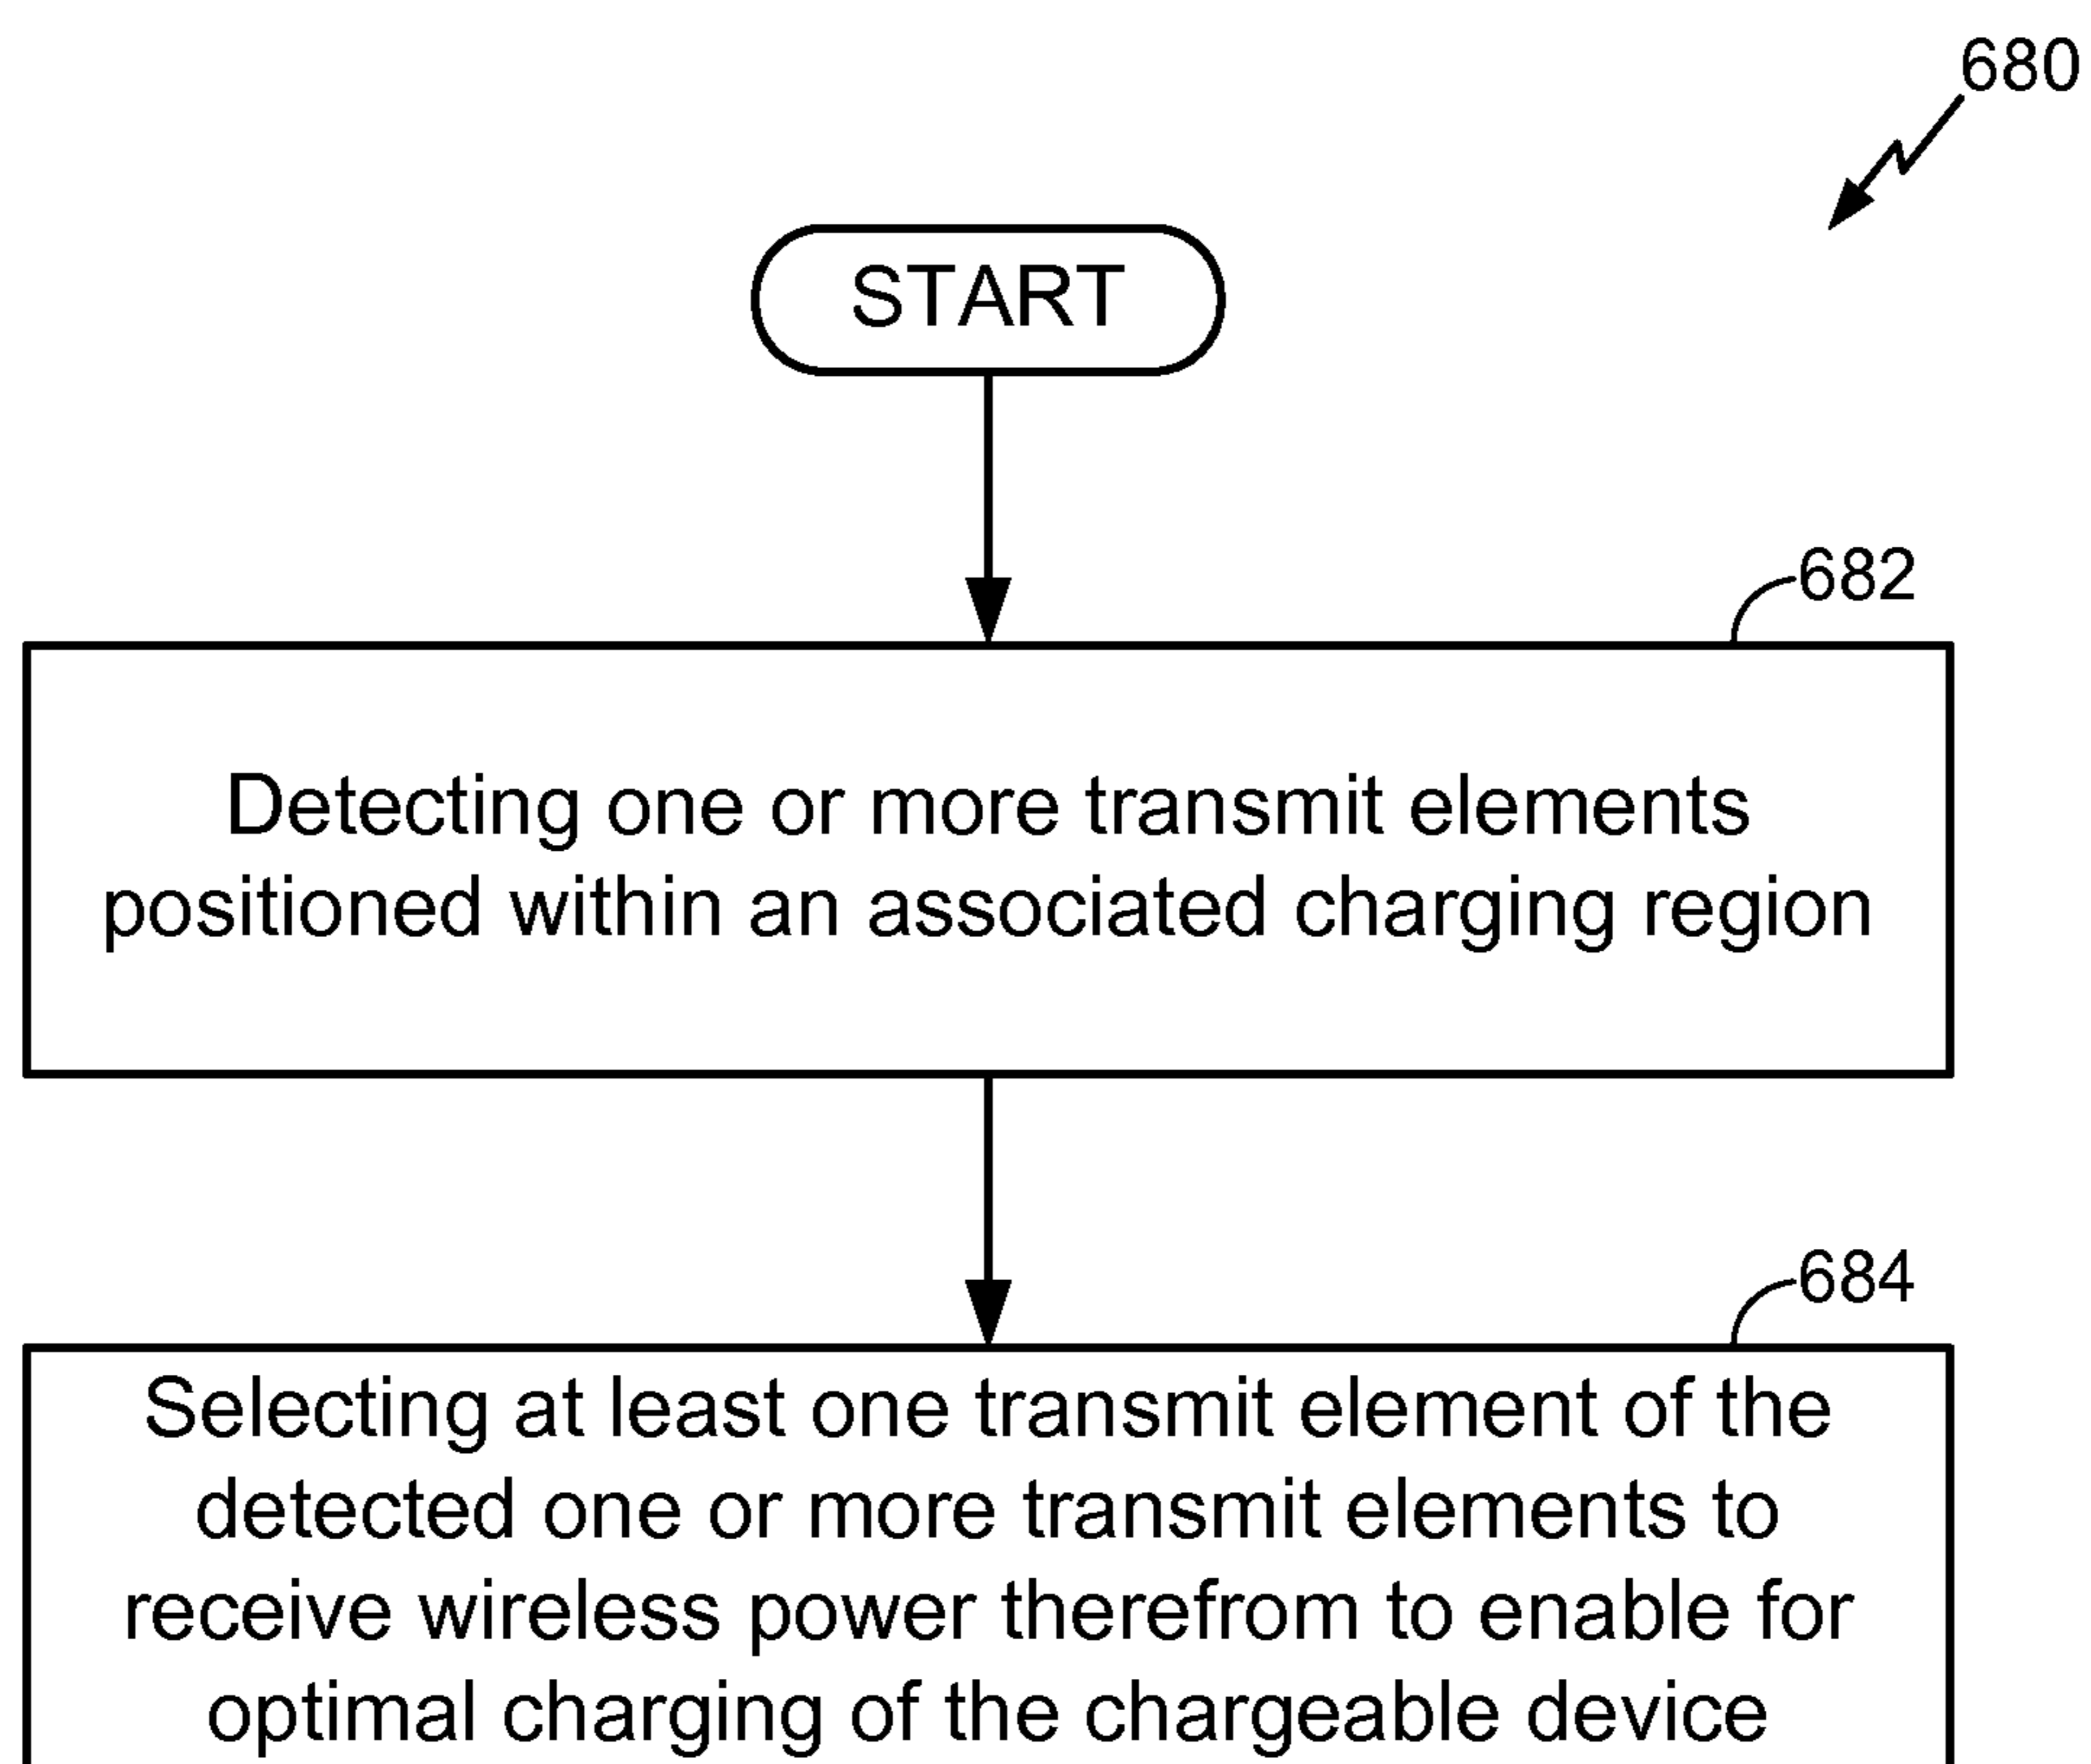 680
START
682
Detecting one or more transmit elements
positioned within an associated charging region
684
Selecting at least one transmit element of the
detected one or more transmit elements to
receive wireless power therefrom to enable for
optimal charging of the chargeable device